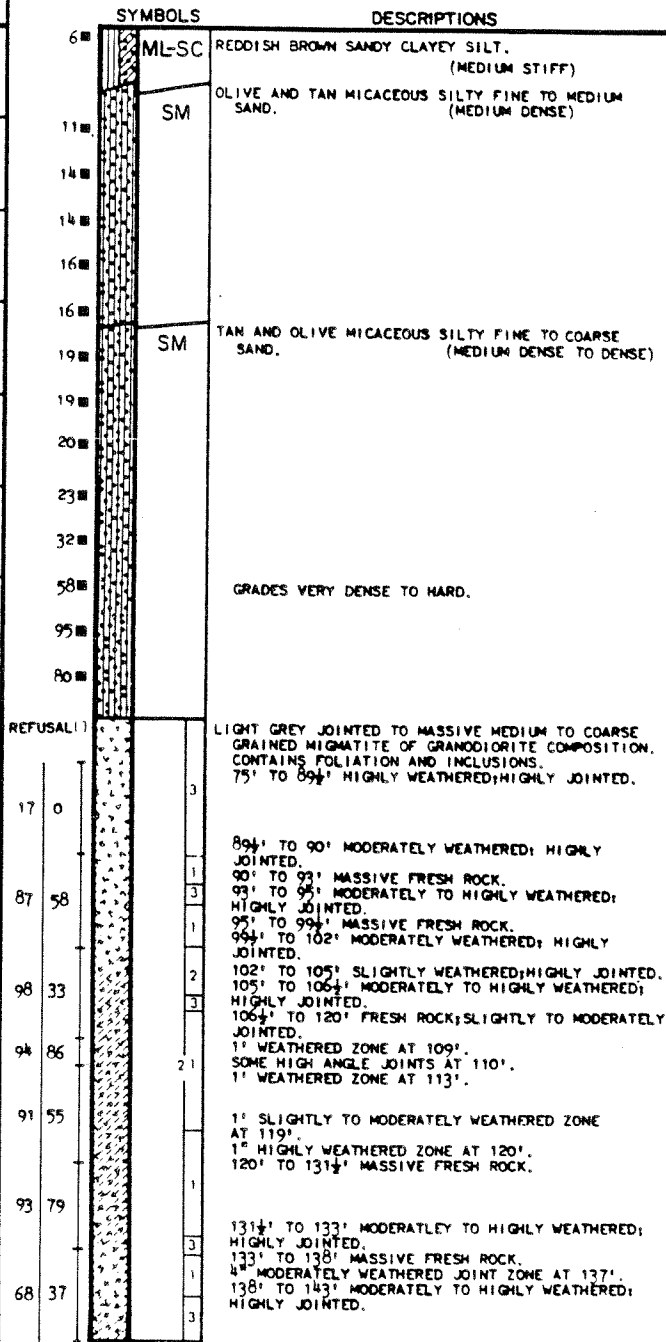 SYMBOLS DESCRIPTIONS
6 ML-SC REDDISH BROWN SANDY CLAYEY SILT.
(MEDIUM STIFF)
OLIVE AND TAN MICACEOUS SILTY FINE TO MEDIUM
SM SAND. (MEDIUM DENSE)
11
14
14
16
16
TAN AND OLIVE MICACEOUS SILTY FINE TO COARSE
SM SAND. (MEDIUM DENSE TO DENSE)
19
19
20
23
32
58 GRADES VERY DENSE TO HARD.
95
80
REFUSAL LIGHT GREY JOINTED TO MASSIVE MEDIUM TO COARSE
GRAINED MIGMATITE OF GRANODIORITE COMPOSITION.
CONTAINS FOLIATION AND INCLUSIONS.
75' TO 89½' HIGHLY WEATHERED;HIGHLY JOINTED.
3
17 0
89½' TO 90' MODERATELY WEATHERED; HIGHLY
JOINTED.
1 90' TO 93' MASSIVE FRESH ROCK.
3 93' TO 95' MODERATELY TO HIGHLY WEATHERED;
87 58 HIGHLY JOINTED.
1 95' TO 99½' MASSIVE FRESH ROCK.
99½' TO 102' MODERATELY WEATHERED; HIGHLY
JOINTED.
2 102' TO 105' SLIGHTLY WEATHERED;HIGHLY JOINTED.
98 33 105' TO 106½' MODERATELY TO HIGHLY WEATHERED;
3 HIGHLY JOINTED.
106½' TO 120' FRESH ROCK;SLIGHTLY TO MODERATELY
JOINTED.
94 86 1' WEATHERED ZONE AT 109'.
2 1 SOME HIGH ANGLE JOINTS AT 110'.
1' WEATHERED ZONE AT 113'.
91 55 1' SLIGHTLY TO MODERATELY WEATHERED ZONE
AT 119'.
1" HIGHLY WEATHERED ZONE AT 120'.
120' TO 131½' MASSIVE FRESH ROCK.
1
93 79
131½' TO 133' MODERATLEY TO HIGHLY WEATHERED;
3 HIGHLY JOINTED.
133' TO 138' MASSIVE FRESH ROCK.
1 4" MODERATELY WEATHERED JOINT ZONE AT 137'.
68 37 138' TO 143' MODERATELY TO HIGHLY WEATHERED;
3 HIGHLY JOINTED.